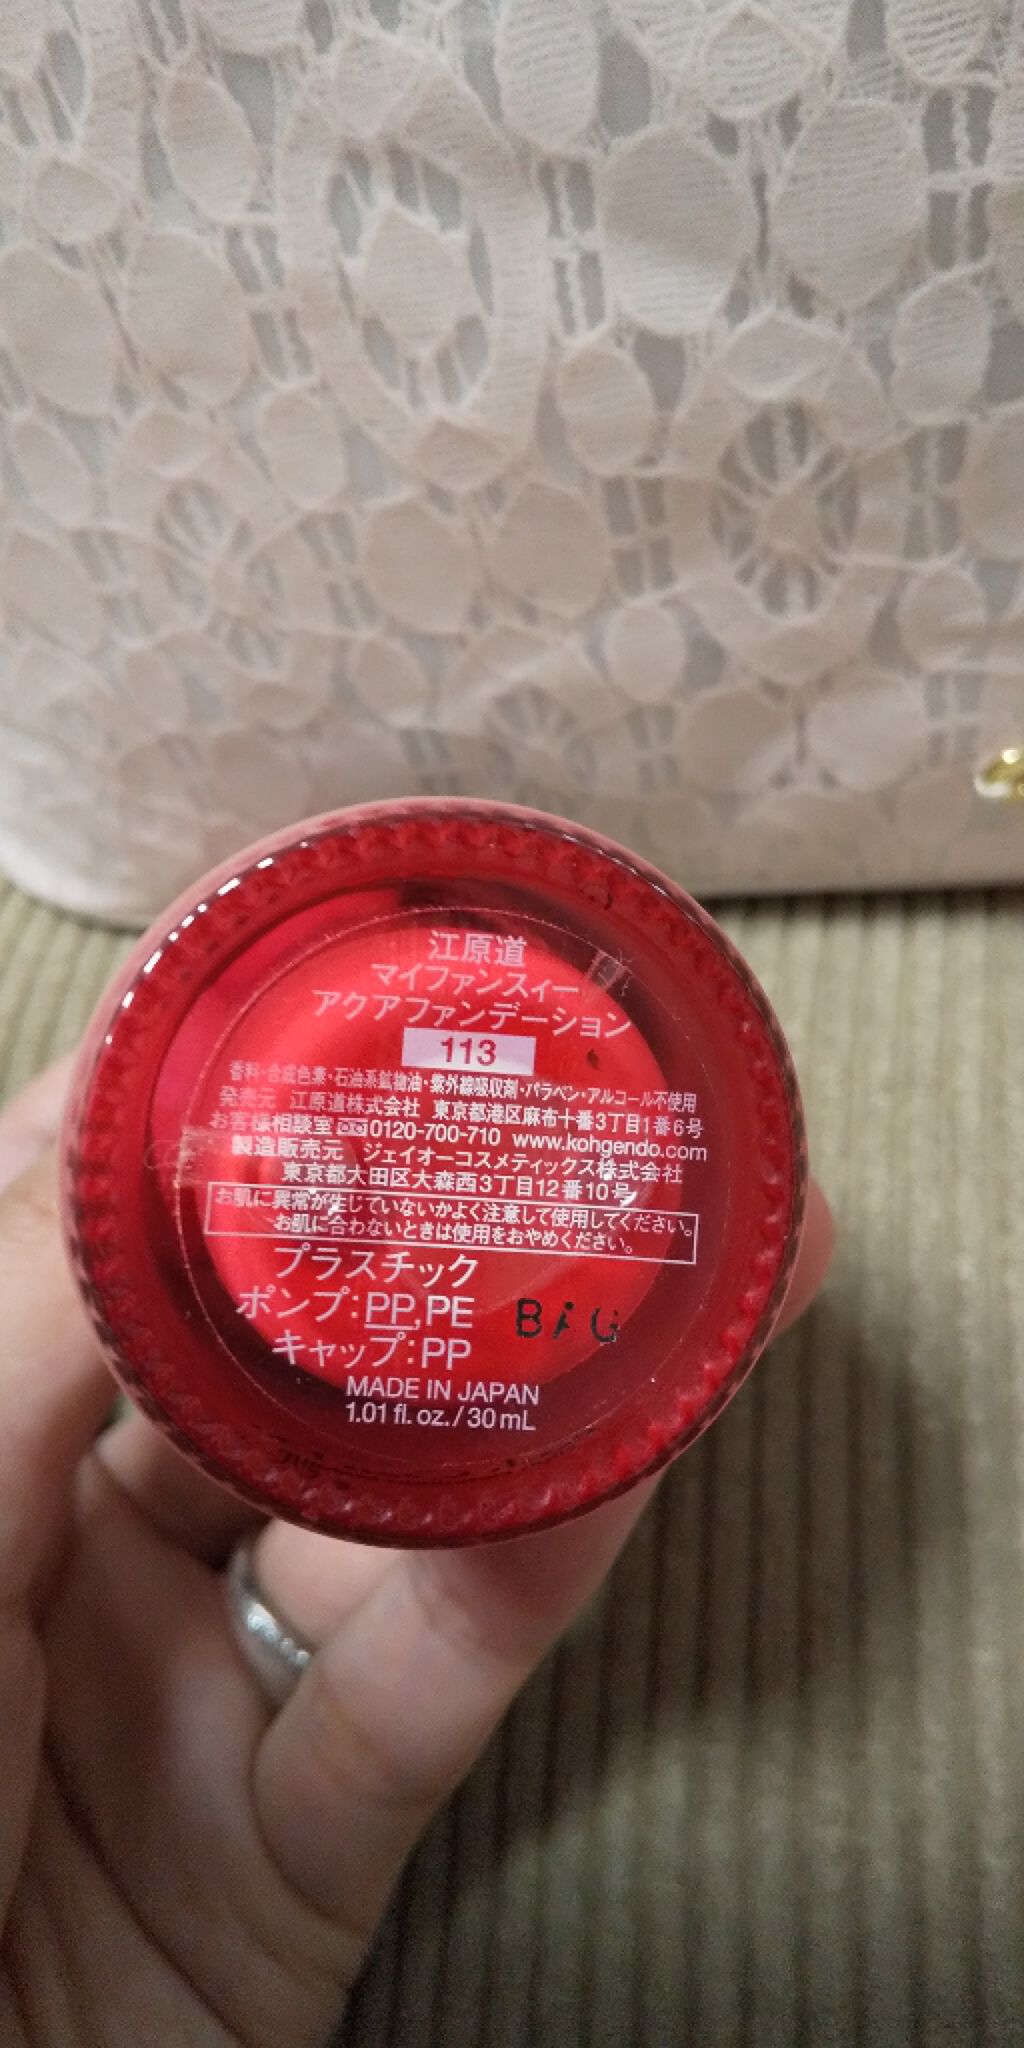 江原道
マイファンスィー
アクアファンデーション
113
香料・合成色素・石油系鉱物油・紫外線吸収剤・パラベン・アルコール不使用
発売元 江原道株式会社 東京都港区麻布十番3丁目1番6号
お客様相談室 0120-700-710 www.kohgendo.com
製造販売元 ジェイオーコスメティックス株式会社
東京都大田区大森西3丁目12番10号
お肌に異常が生じていないかよく注意して使用してください。
お肌に合わないときは使用をおやめください。
プラスチック
ポンプ:PP,PE
キャップ:PP
MADE IN JAPAN
1.01 fl. oz. / 30 mL